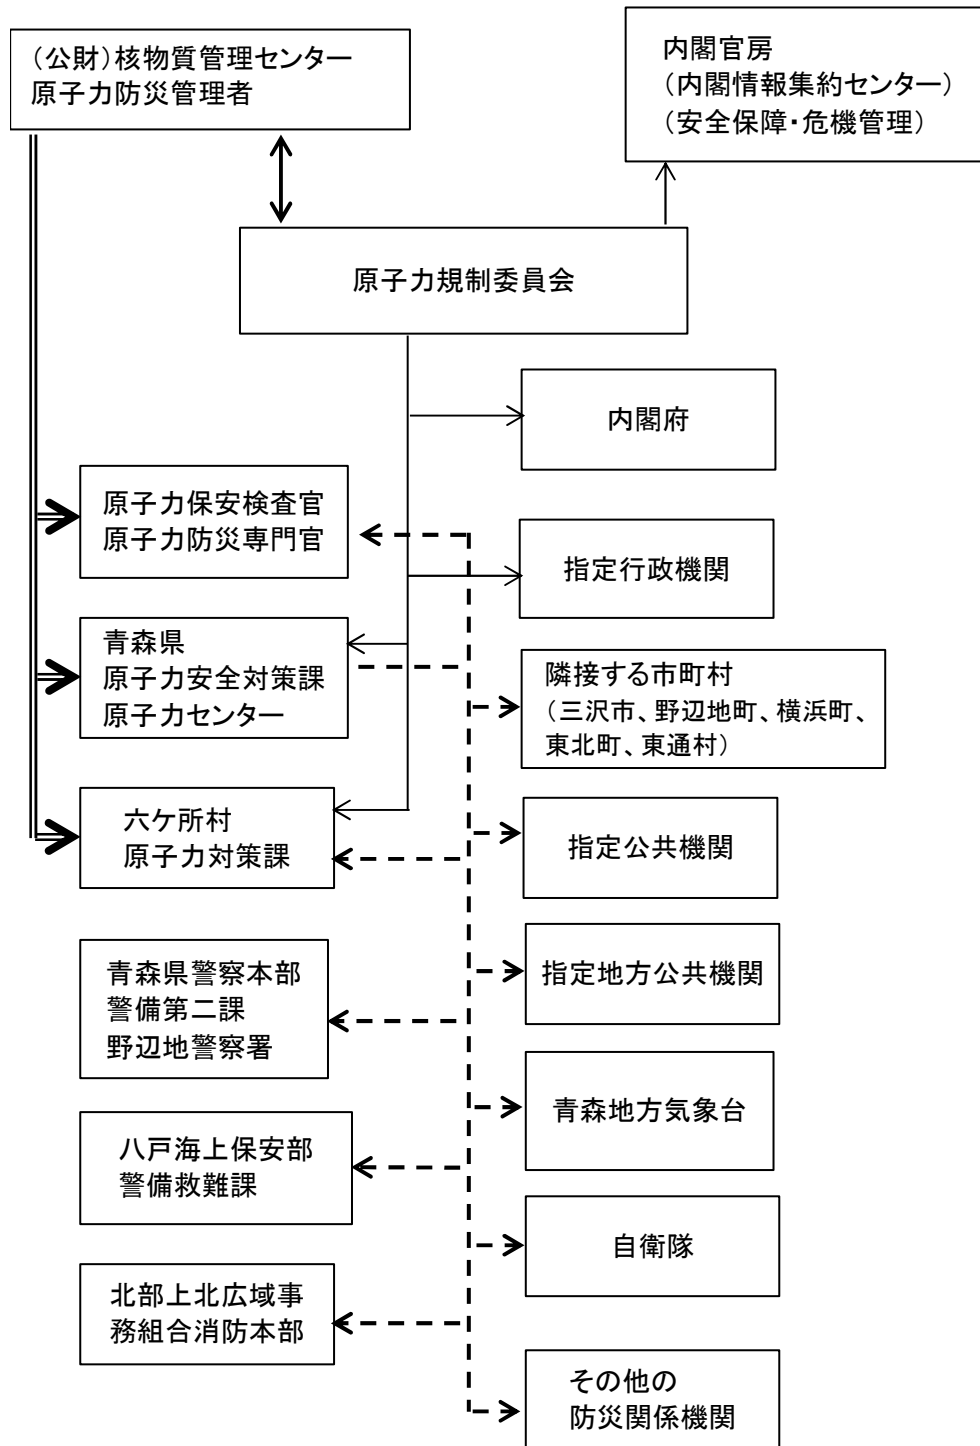 （公財）核物質管理センター
原子力防災管理者
内閣官房
（内閣情報集約センター）
（安全保障・危機管理）
原子力規制委員会
内閣府
原子力保安検査官
原子力防災専門官
指定行政機関
青森県
原子力安全対策課
原子力センター
隣接する市町村
（三沢市、野辺地町、横浜町、
東北町、東通村）
六ケ所村
原子力対策課
指定公共機関
青森県警察本部
警備第二課
野辺地警察署
指定地方公共機関
青森地方気象台
八戸海上保安部
警備救難課
自衛隊
北部上北広域事
務組合消防本部
その他の
防災関係機関